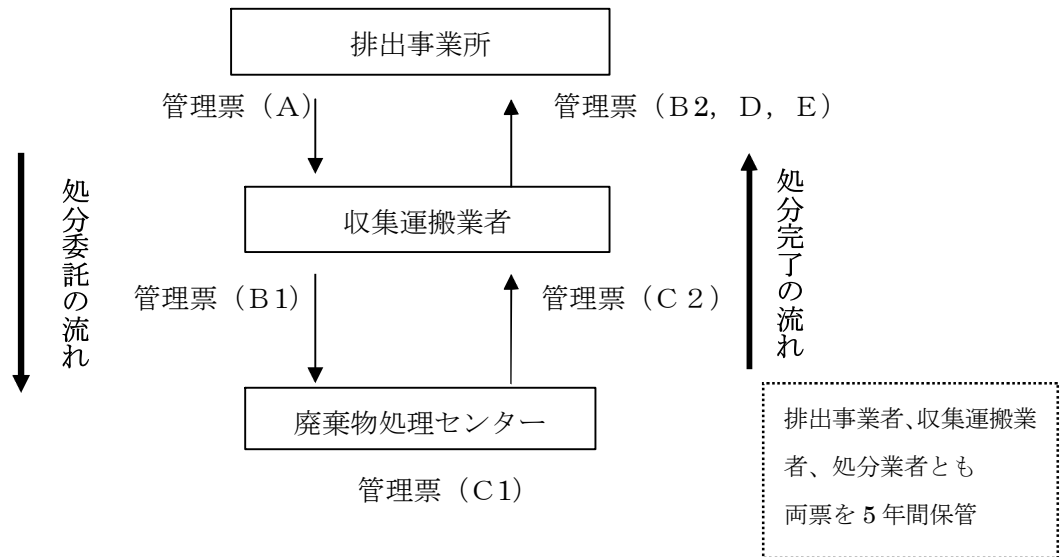 排出事業所
管理票（A）
管理票（B2，D，E）
処分委託の流れ
収集運搬業者
処分完了の流れ
管理票（B1）
管理票（C 2）
廃棄物処理センター
管理票（C1）
排出事業者、収集運搬業
者、処分業者とも
両票を 5 年間保管